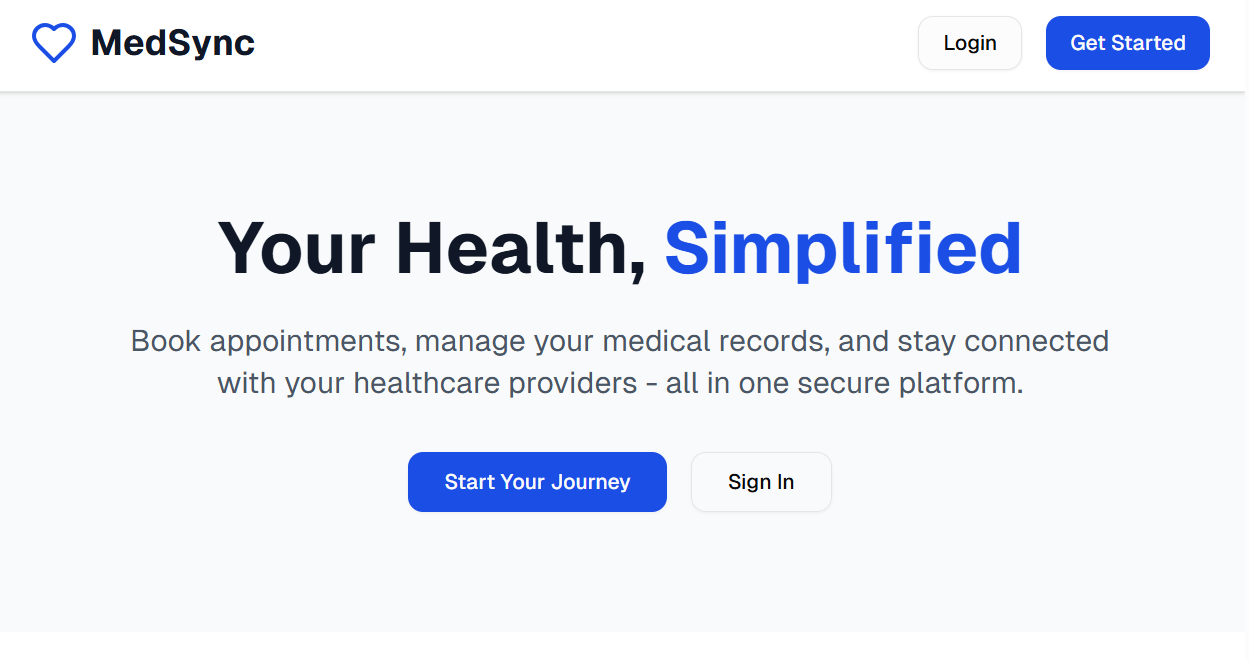 MedSync
Login
Get Started
Your Health, Simplified
Book appointments, manage your medical records, and stay connected
with your healthcare providers - all in one secure platform.
Start Your Journey
Sign In